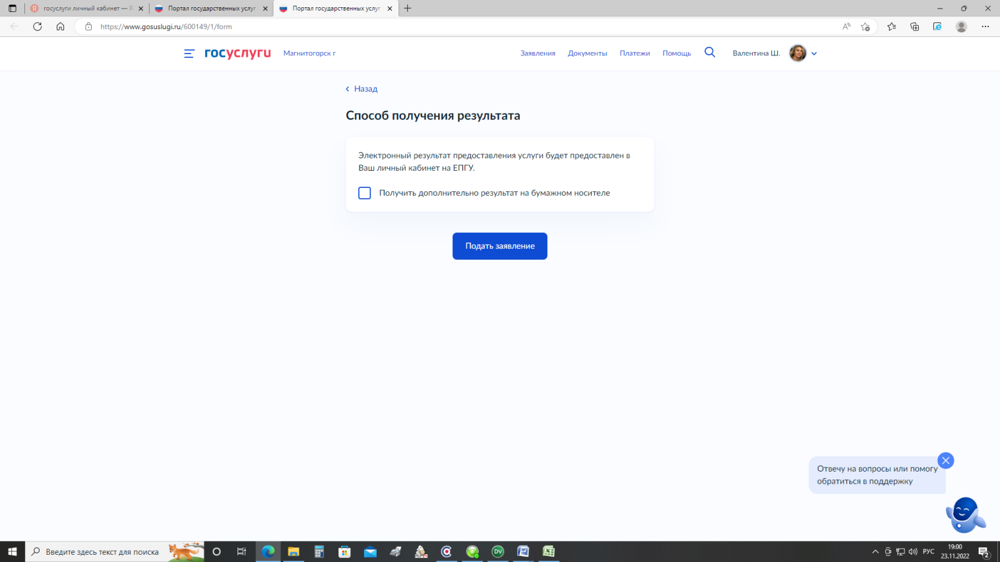 госуслуги личный кабинет — Я
Портал государственных услуг
Портал государственных услуг
https://www.gosuslugi.ru/600149/1/form
госуслуги
Магнитогорск г
Заявления
Документы
Платежи
Помощь
Валентина Ш.
Назад
Способ получения результата
Электронный результат предоставления услуги будет предоставлен в
Ваш личный кабинет на ЕПГУ.
Получить дополнительно результат на бумажном носителе
Подать заявление
Отвечу на вопросы или помогу
обратиться в поддержку
Введите здесь текст для поиска
DV
РУС
19:00
23.11.2022
2